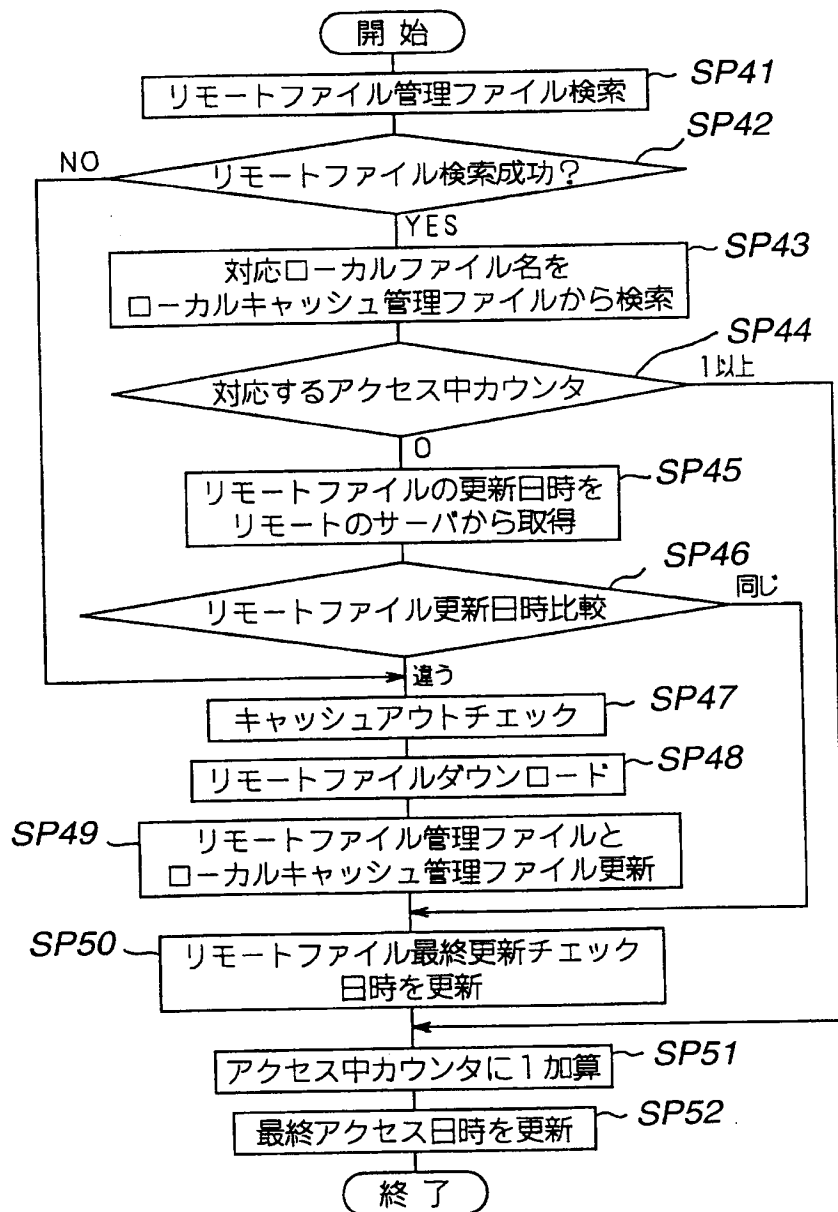 開始
リモートファイル管理ファイル検索
SP41
SP42
NO
リモートファイル検索成功?
YES
SP43
対応ローカルファイル名を
ローカルキャッシュ管理ファイルから検索
SP44
1以上
対応するアクセス中カウンタ
0
SP45
リモートファイルの更新日時を
リモートのサーバから取得
SP46
同じ
リモートファイル更新日時比較
違う
SP47
キャッシュアウトチェック
SP48
リモートファイルダウンロード
SP49
リモートファイル管理ファイルと
ローカルキャッシュ管理ファイル更新
SP50
リモートファイル最終更新チェック
日時を更新
SP51
アクセス中カウンタに1加算
SP52
最終アクセス日時を更新
終了